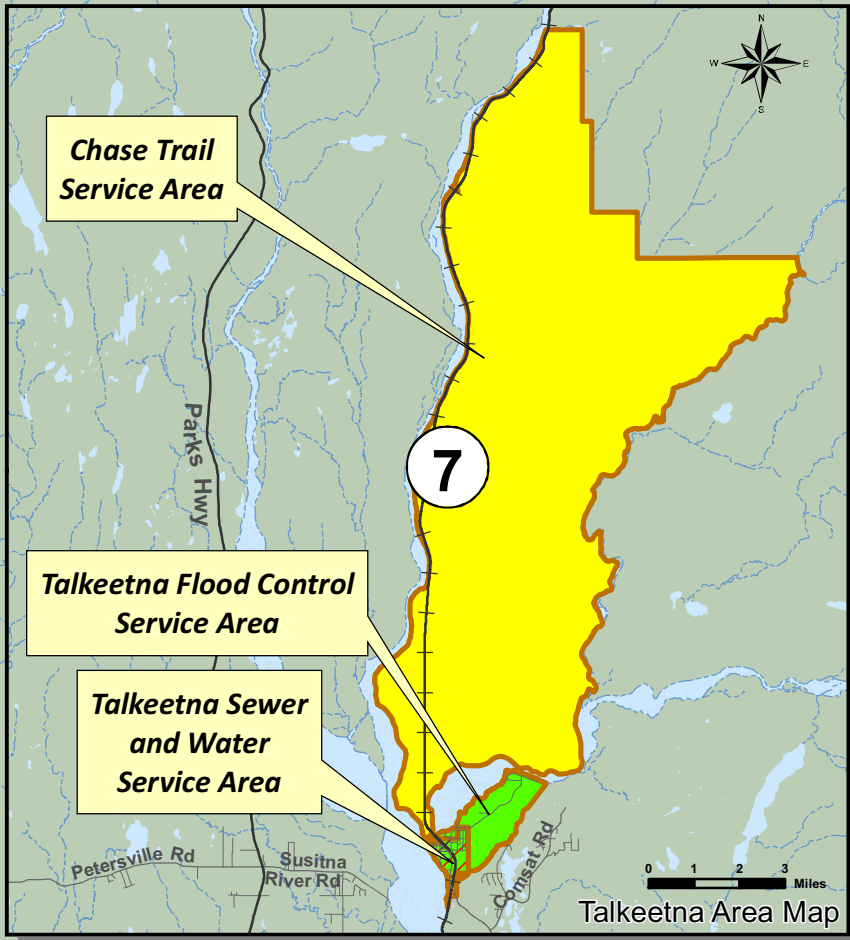 N
W
E
S
Chase Trail
Service Area
Parks Hwy
7
Talkeetna Flood Control
Service Area
Talkeetna Sewer
and Water
Service Area
Petersville Rd
Susitna
River Rd
Comsat Rd
0 1 2 3
Miles
Talkeetna Area Map